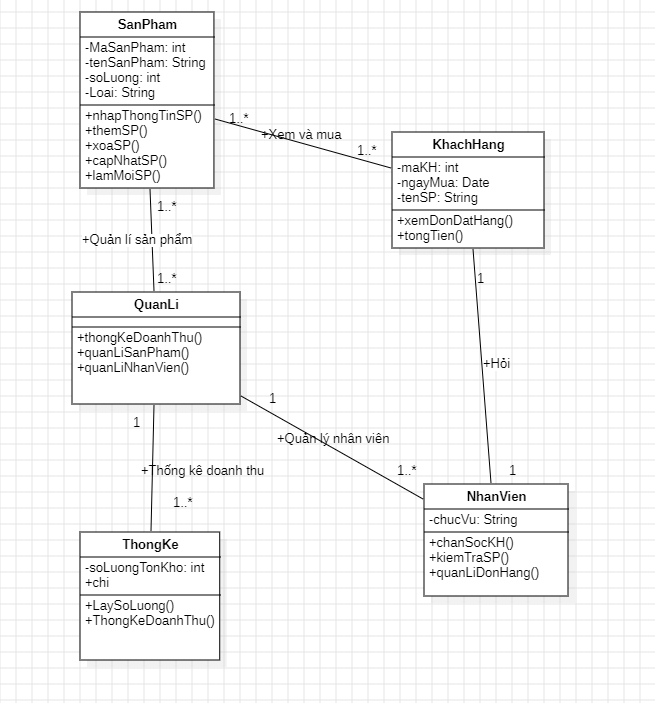 SanPham
-MaSanPham: int
-tenSanPham: String
-soLuong: int
-Loai: String
+nhapThongTinSP()
+themSP()
+xoaSP()
+capNhatSP()
+lamMoiSP()
1..*
+Xem và mua
1..*
KhachHang
-maKH: int
-ngayMua: Date
-tenSP: String
+xemDonDatHang()
+tongTien()
1..*
+Quản lí sản phẩm
1..*
QuanLi
+thongKeDoanhThu()
+quanLiSanPham()
+quanLiNhanVien()
1
+Hỏi
1
1
+Quản lý nhân viên
1..*
1
+Thống kê doanh thu
1..*
NhanVien
-chucVu: String
+chanSocKH()
+kiemTraSP()
+quanLiDonHang()
ThongKe
-soLuongTonKho: int
+chi
+LaySoLuong()
+ThongKeDoanhThu()